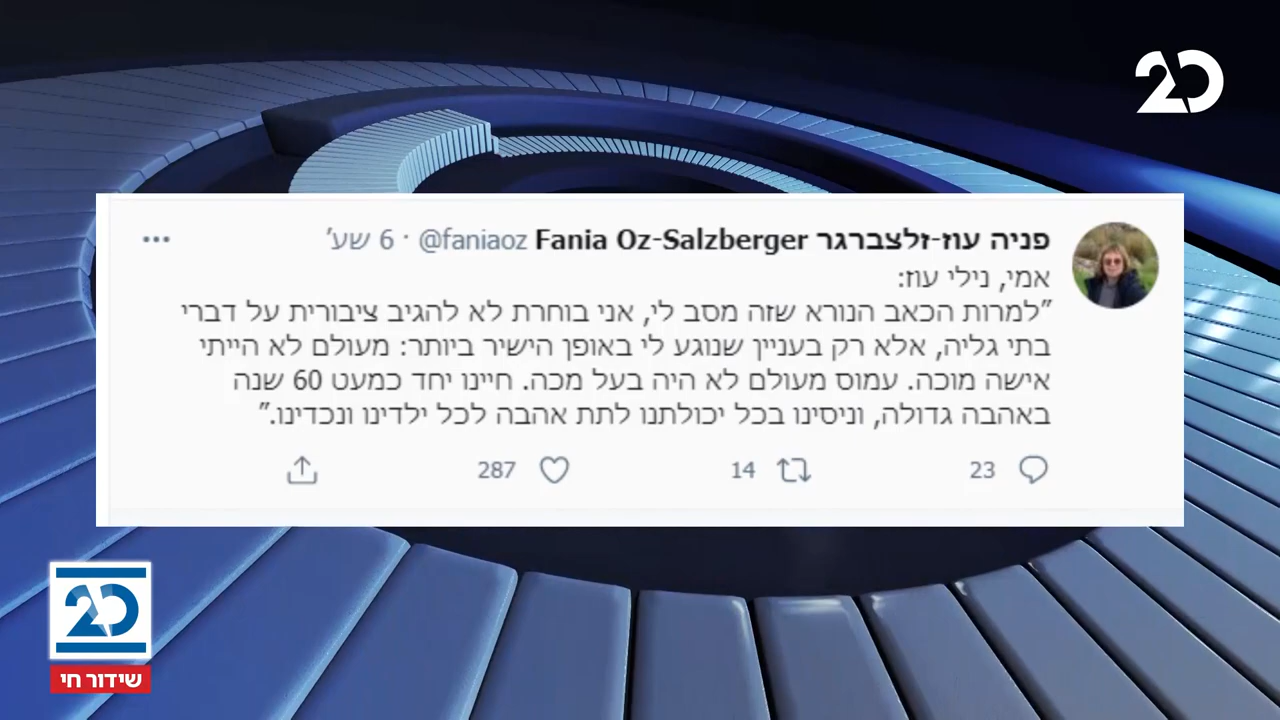 20
פניה עוז-זלצברגר Fania Oz-Salzberger @faniaoz · 6 שע'
אמי, נילי עוז:
"למרות הכאב הנורא שזה מסב לי, אני בוחרת לא להגיב ציבורית על דברי
בתי גליה, אלא רק בעניין שנוגע לי באופן הישיר ביותר: מעולם לא הייתי
אישה מוכה. עמוס מעולם לא היה בעל מכה. חיינו יחד כמעט 60 שנה
באהבה גדולה, וניסינו בכל יכולתנו לתת אהבה לכל ילדינו ונכדינו."
23 14 287
20
שידור חי